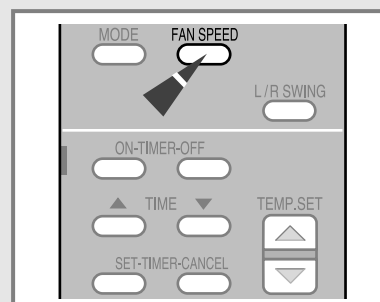 MODE FAN SPEED
L/R SWING
ON-TIMER-OFF
▲ TIME ▼ TEMP.SET
SET-TIMER-CANCEL